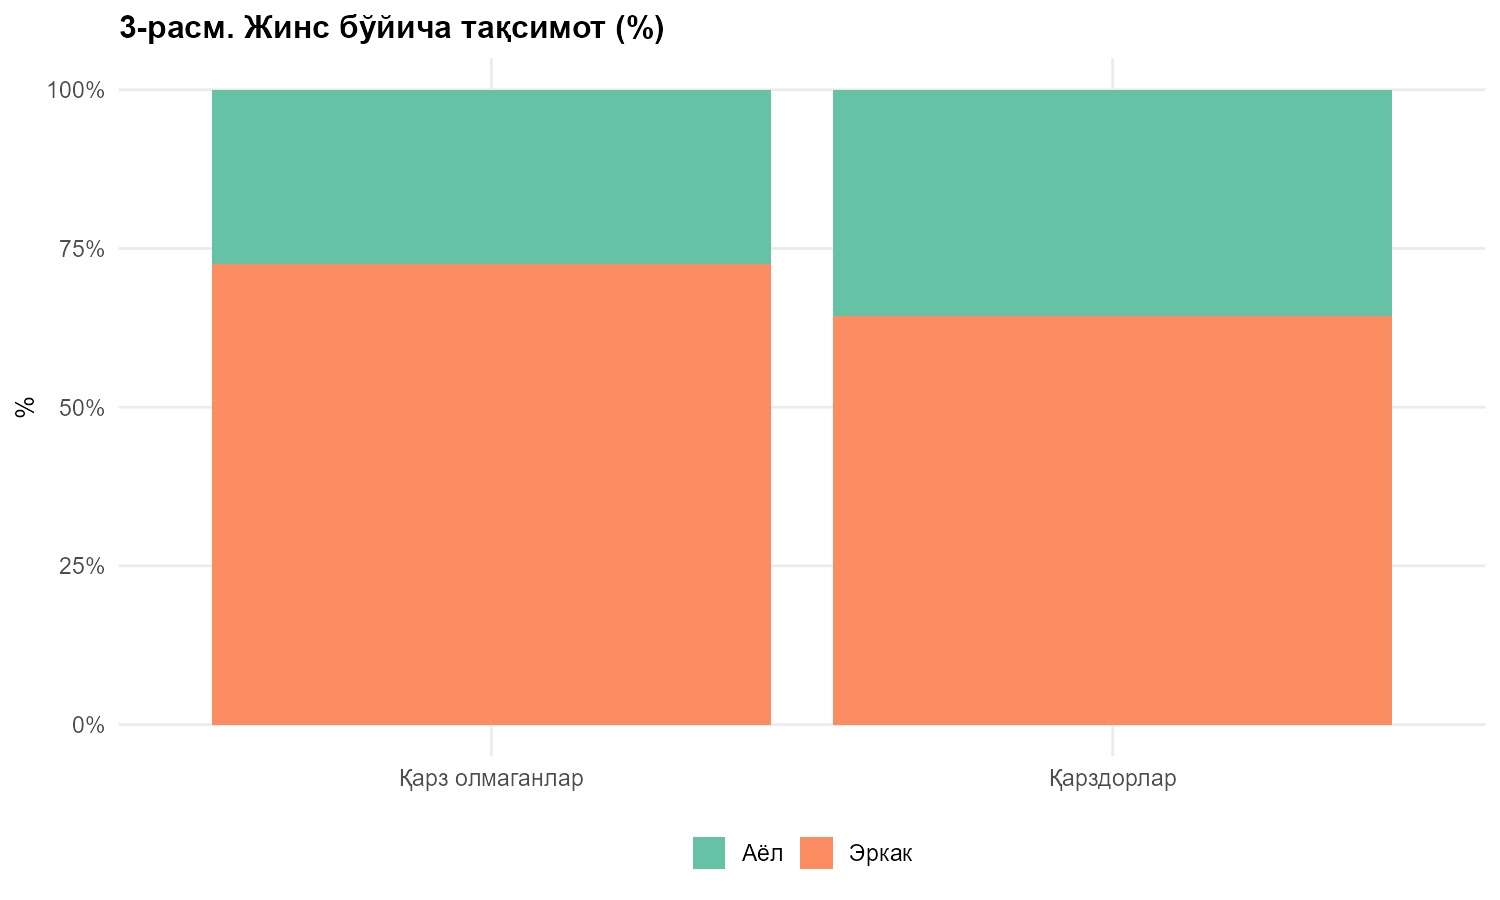 3-расм. Жинс бўйича тақсимот (%)
100%
75%
50%
25%
0%
%
Қарз олмаганлар
Қарздорлар
Аёл
Эркак